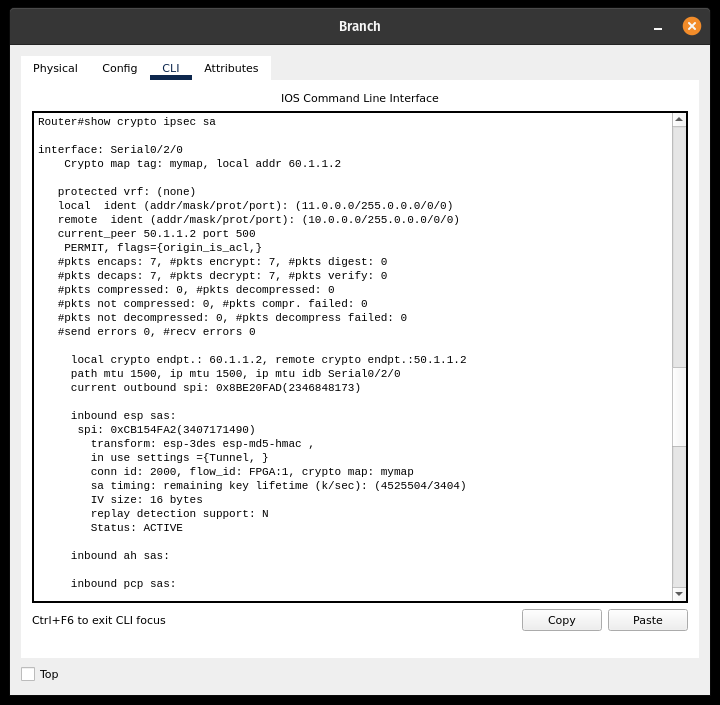 Branch
Physical Config CLI Attributes
IOS Command Line Interface
Router#show crypto ipsec sa
interface: Serial0/2/0
Crypto map tag: mymap, local addr 60.1.1.2
protected vrf: (none)
local  ident (addr/mask/prot/port): (11.0.0.0/255.0.0.0/0/0)
remote  ident (addr/mask/prot/port): (10.0.0.0/255.0.0.0/0/0)
current_peer 50.1.1.2 port 500
PERMIT, flags={origin_is_acl,}
#pkts encaps: 7, #pkts encrypt: 7, #pkts digest: 0
#pkts decaps: 7, #pkts decrypt: 7, #pkts verify: 0
#pkts compressed: 0, #pkts decompressed: 0
#pkts not compressed: 0, #pkts compr. failed: 0
#pkts not decompressed: 0, #pkts decompress failed: 0
#send errors 0, #recv errors 0
local crypto endpt.: 60.1.1.2, remote crypto endpt.:50.1.1.2
path mtu 1500, ip mtu 1500, ip mtu idb Serial0/2/0
current outbound spi: 0x8BE20FAD(2346848173)
inbound esp sas:
spi: 0xCB154FA2(3407171490)
transform: esp-3des esp-md5-hmac ,
in use settings ={Tunnel, }
conn id: 2000, flow_id: FPGA:1, crypto map: mymap
sa timing: remaining key lifetime (k/sec): (4525504/3404)
IV size: 16 bytes
replay detection support: N
Status: ACTIVE
inbound ah sas:
inbound pcp sas:
Ctrl+F6 to exit CLI focus Copy Paste
Top